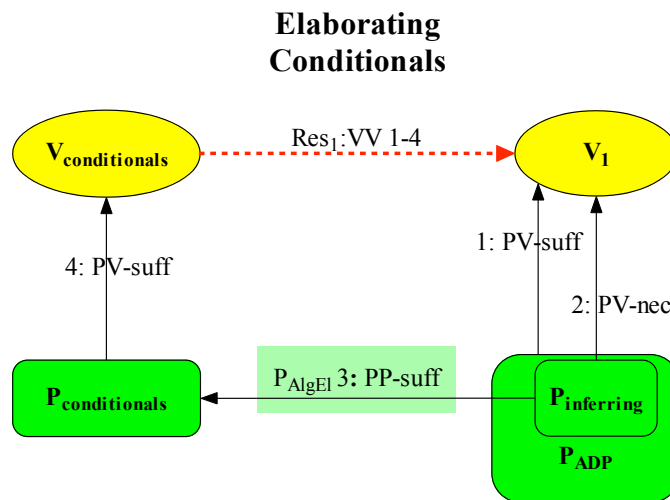 Elaborating
Conditionals
Vconditionals
Res1:VV 1-4
V1
1: PV-suff
4: PV-suff
2: PV-nec
PAlgEl 3: PP-suff
Pconditionals
Pinferring
PADP